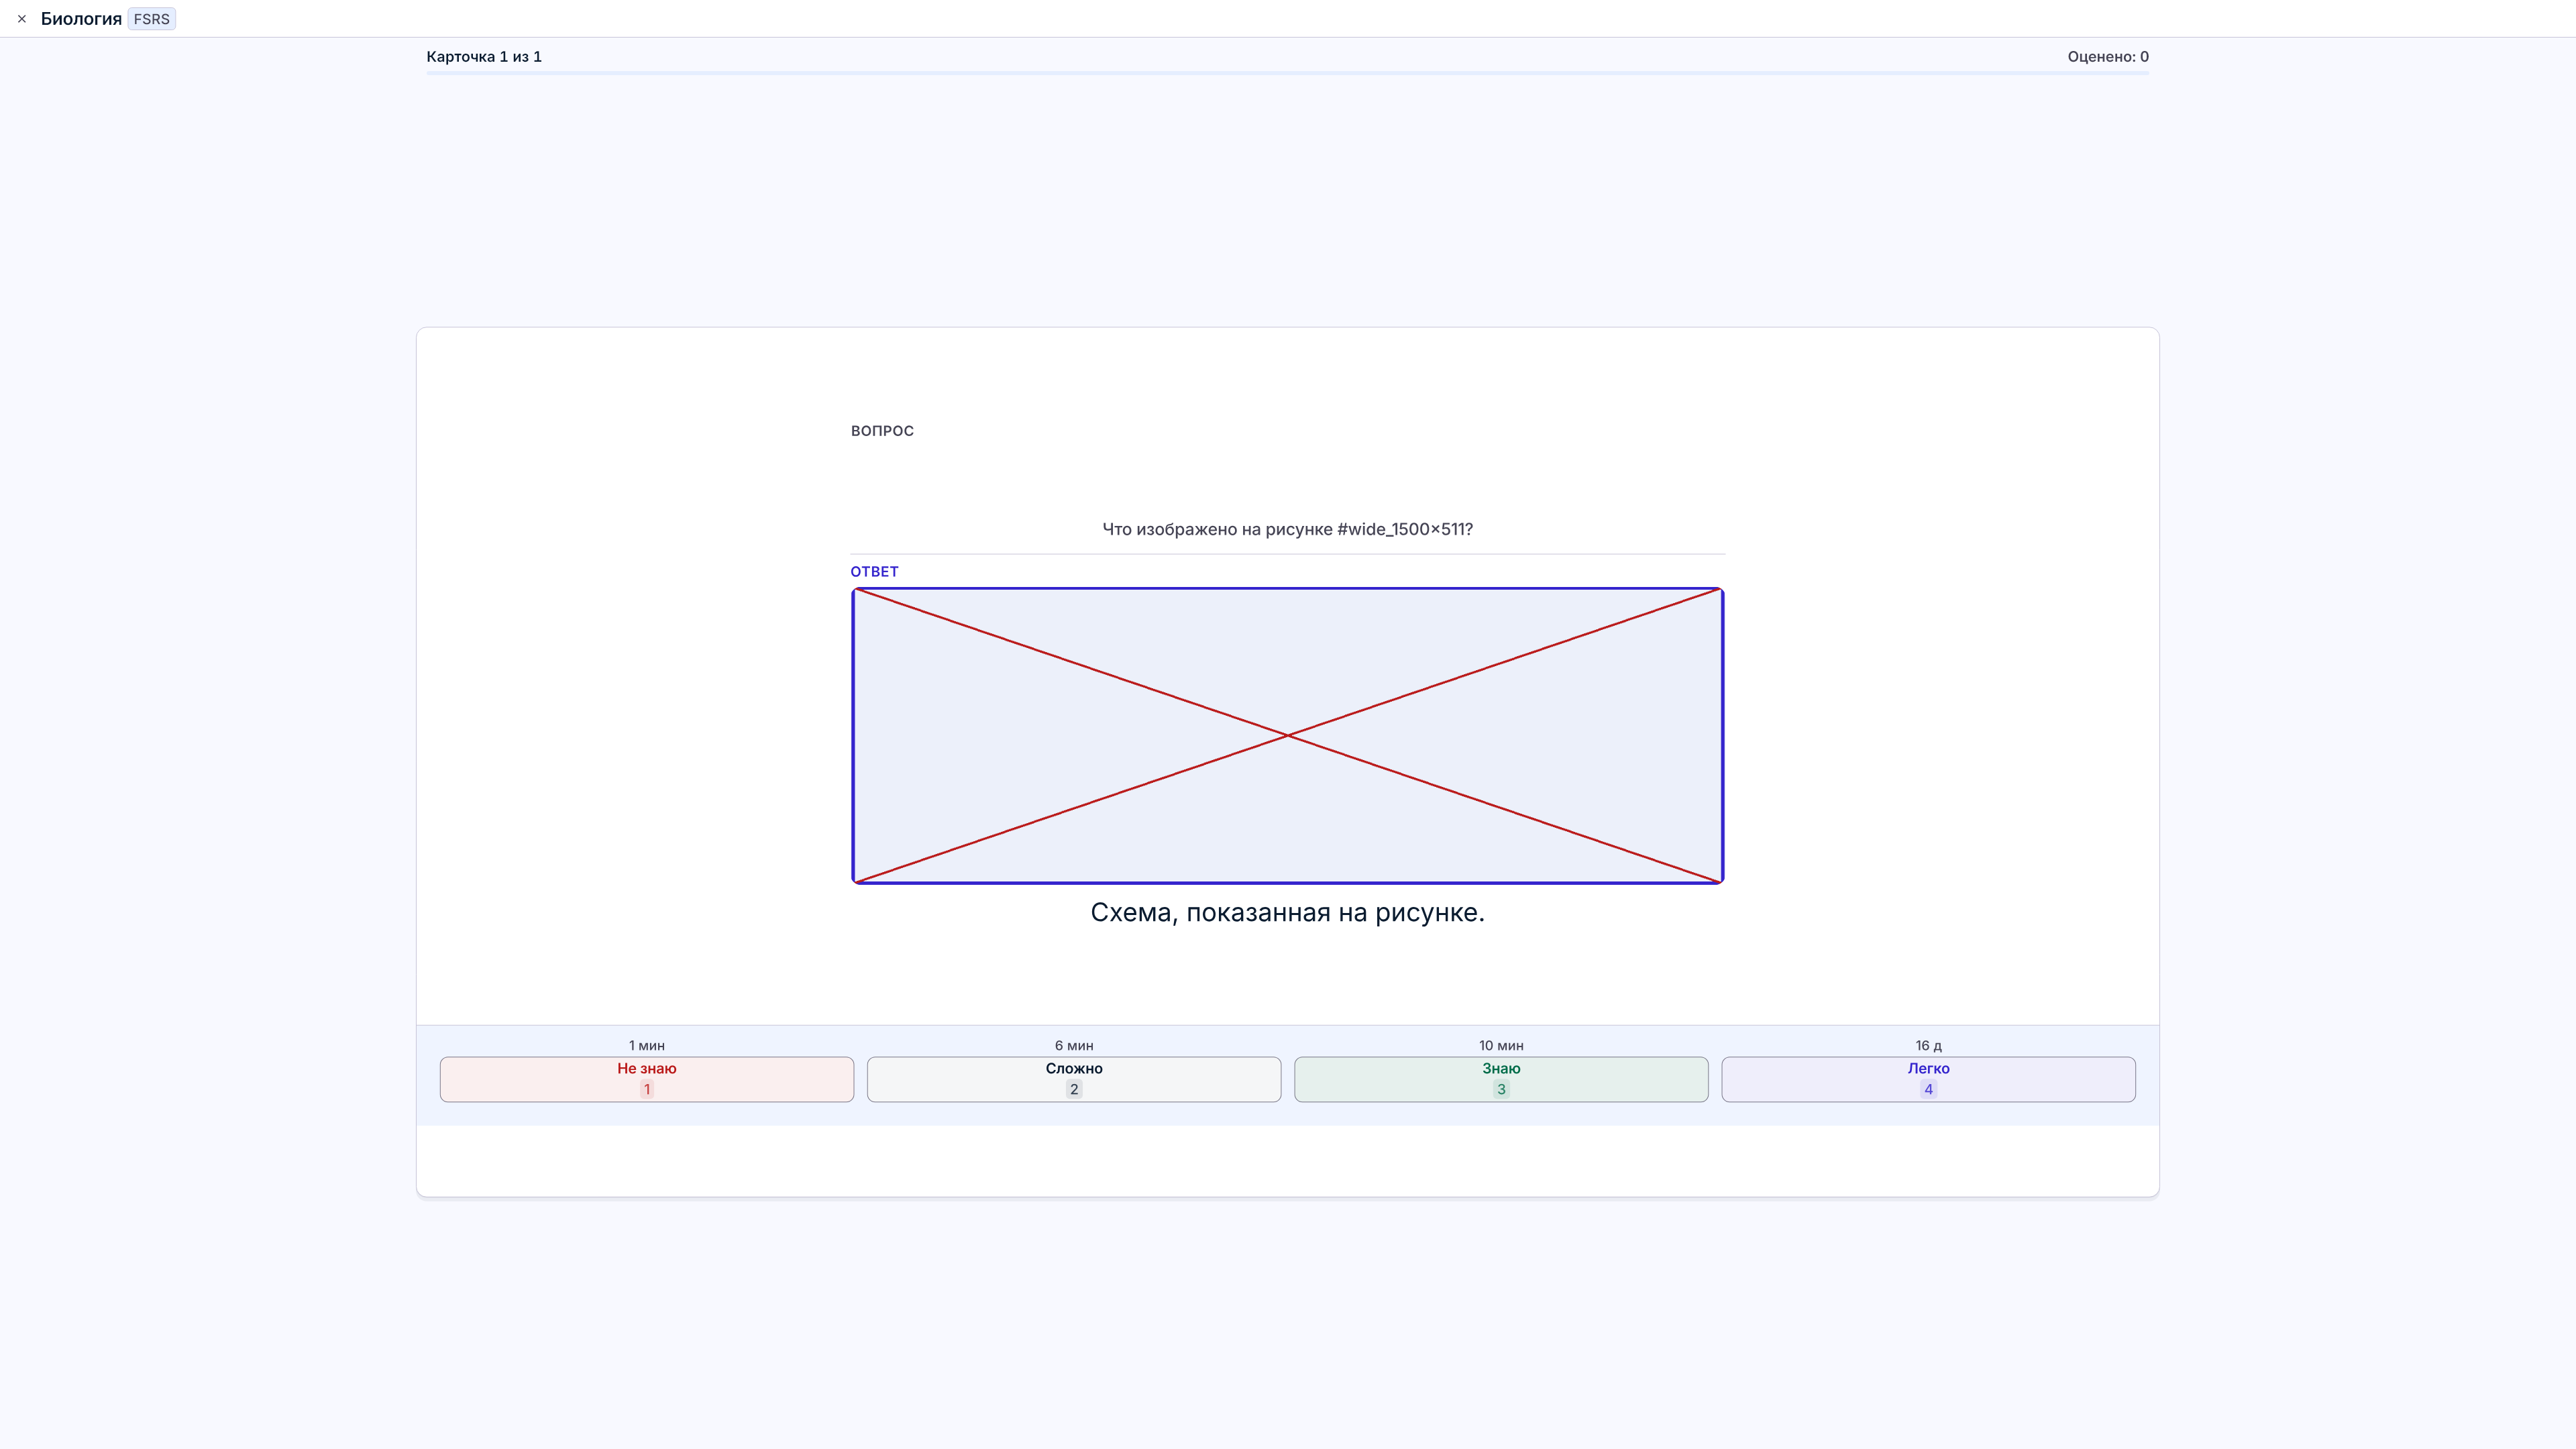 Биология FSRS
Карточка 1 из 1
Оценено: 0
ВОПРОС
Что изображено на рисунке #wide_1500×511?
ОТВЕТ
Схема, показанная на рисунке.
1 мин
Не знаю
1
6 мин
Сложно
2
10 мин
Знаю
3
16 д
Легко
4